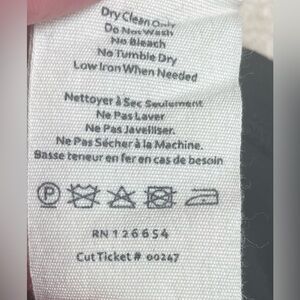 Dry Clean Only
Do Not Wash
No Bleach
No Tumble Dry
Low Iron When Needed
Nettoyer à Sec Seulement
Ne Pas Laver
Ne Pas Javelliser.
Ne Pas Sécher à la Machine.
Basse teneur en fer en cas de besoin
P
RN 126654
Cut Ticket # 00247